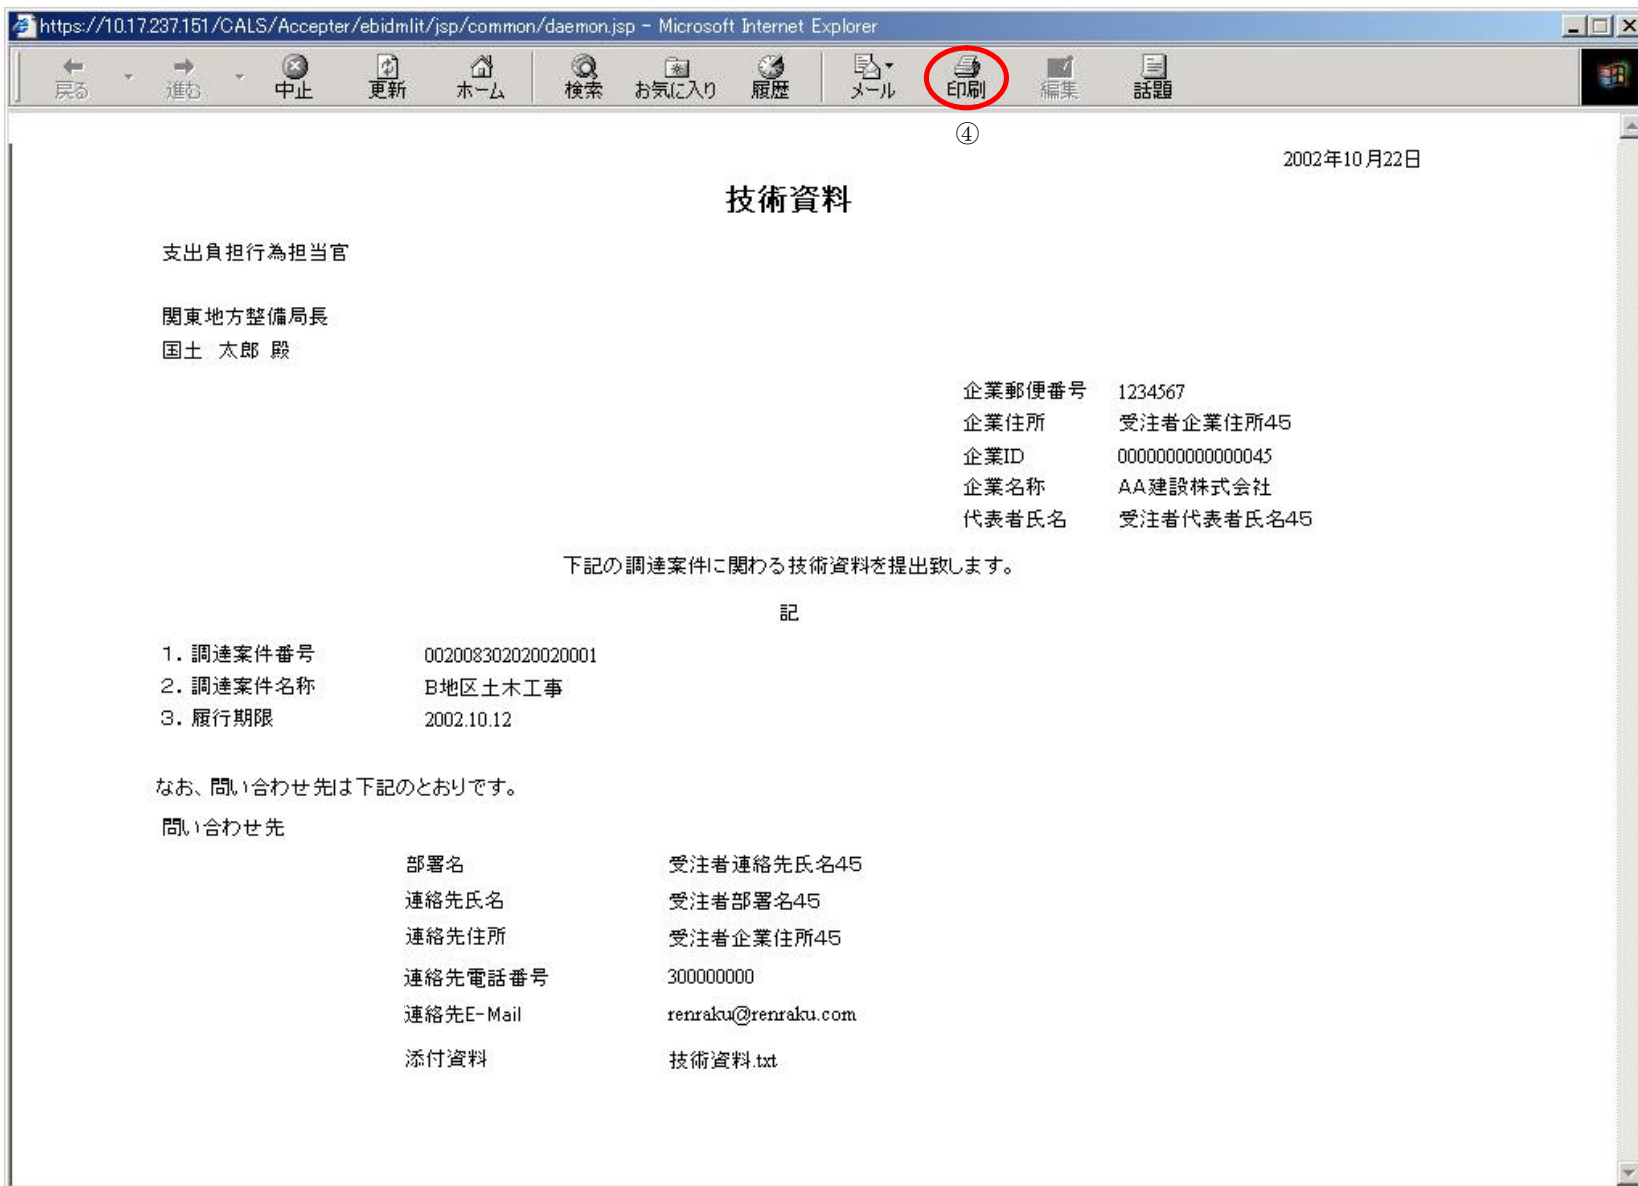 https://10.17.237.151/CALS/Accepter/ebidmlit/jsp/common/daemon.jsp - Microsoft Internet Explorer
戻る 進む 中止 更新 ホーム 検索 お気に入り 履歴 メール 印刷 編集 話題
④
2002年10月22日
技術資料
支出負担行為担当官
関東地方整備局長
国土 太郎 殿
企業郵便番号 1234567
企業住所 受注者企業住所45
企業ID 0000000000000045
企業名称 AA建設株式会社
代表者氏名 受注者代表者氏名45
下記の調達案件に関わる技術資料を提出致します。
記
1. 調達案件番号 002008302020020001
2. 調達案件名称 B地区土木工事
3. 履行期限 2002.10.12
なお、問い合わせ先は下記のとおりです。
問い合わせ先
部署名 受注者連絡先氏名45
連絡先氏名 受注者部署名45
連絡先住所 受注者企業住所45
連絡先電話番号 300000000
連絡先E-Mail renraku@renraku.com
添付資料 技術資料.txt